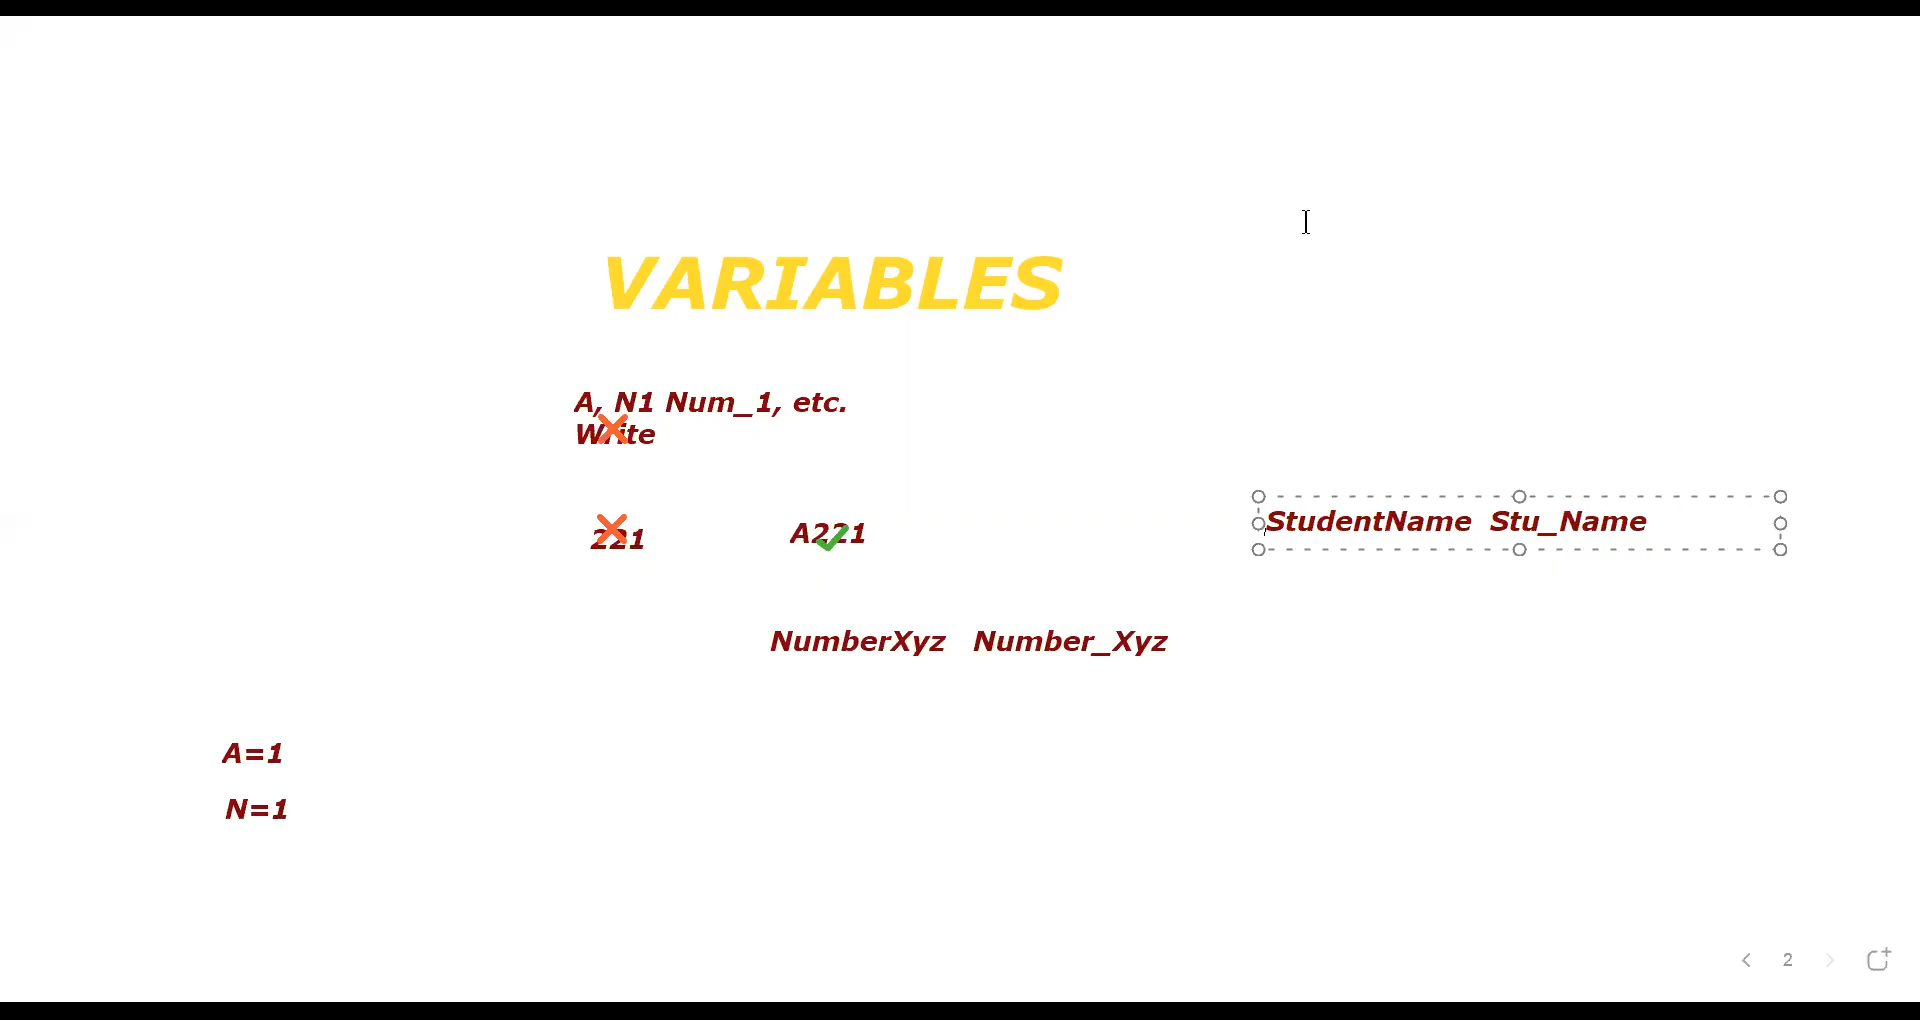 VARIABLES
A, N1 Num_1, etc.
Write
221
A221
StudentName Stu_Name
NumberXyz Number_Xyz
A=1
N=1
2